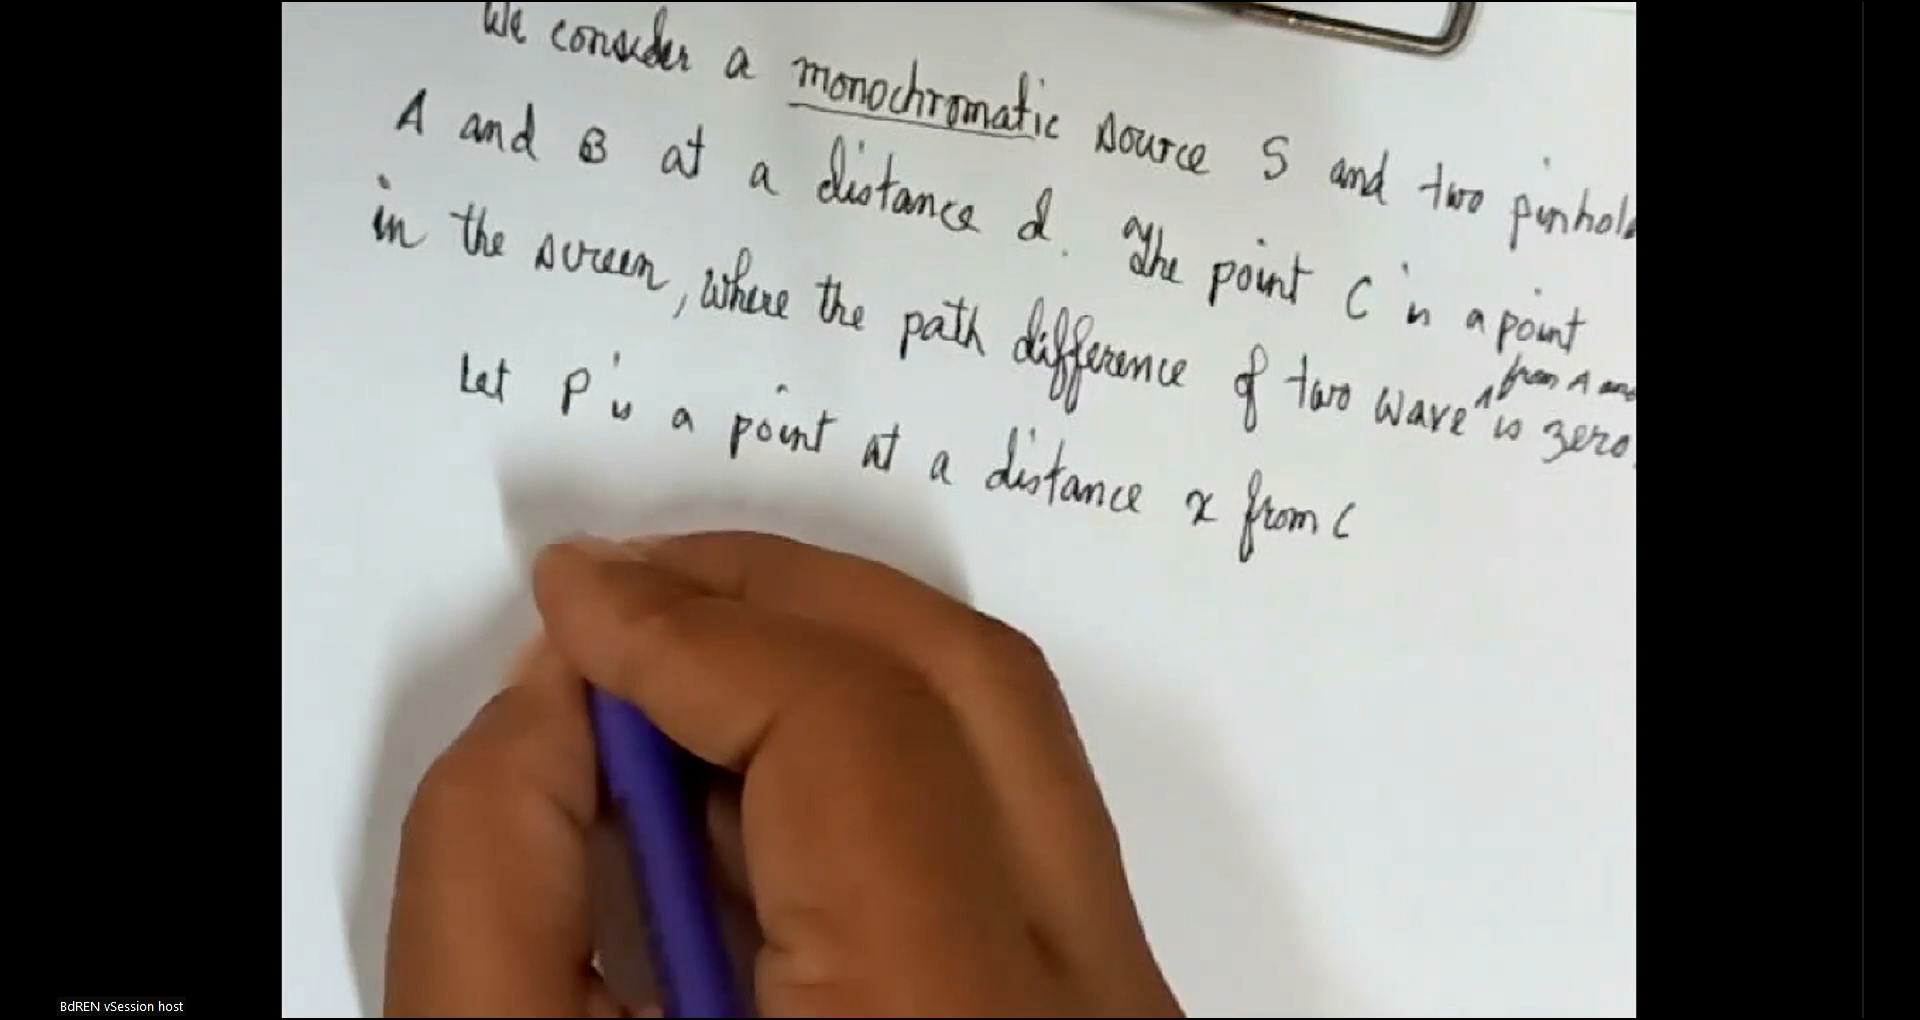 We consider a monochromatic source S and two pinhole
A and B at a distance d. The point C is a point
in the screen, where the path difference of two wave ^ from A and is zero.
Let P is a point at a distance x from C
BdREN vSession host